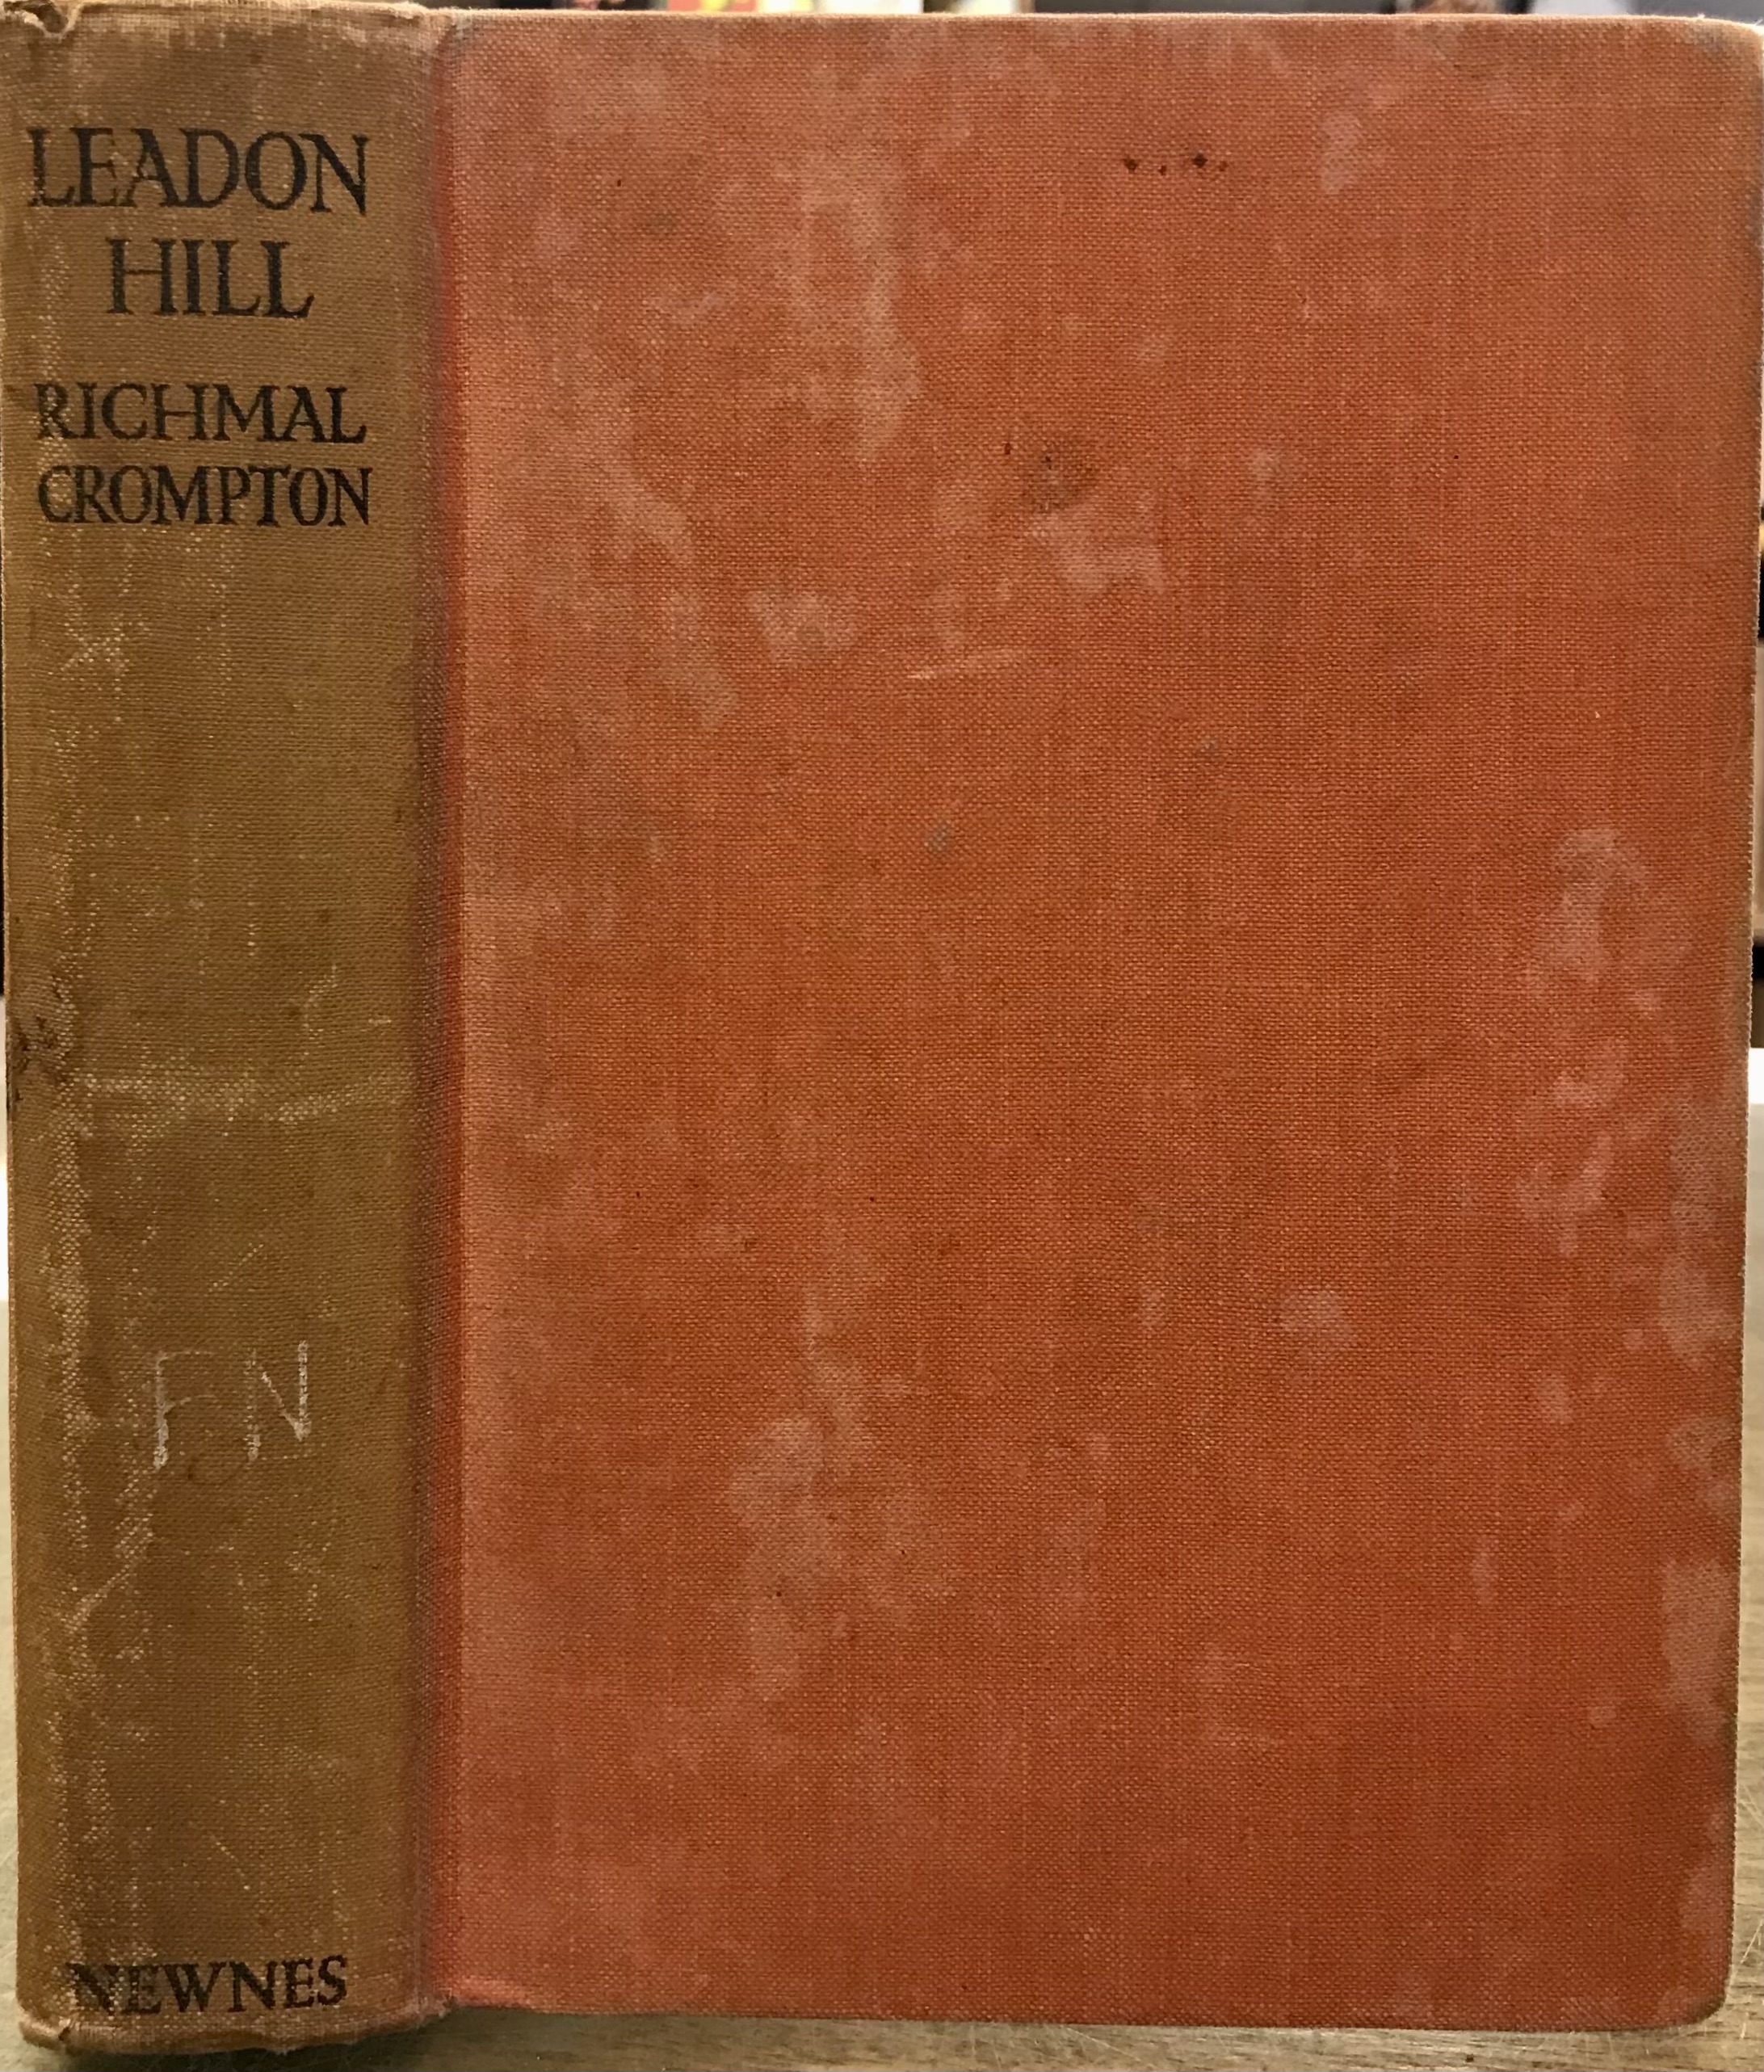 LEADON
HILL
RICHMAL
CROMPTON
F N
NEWNES